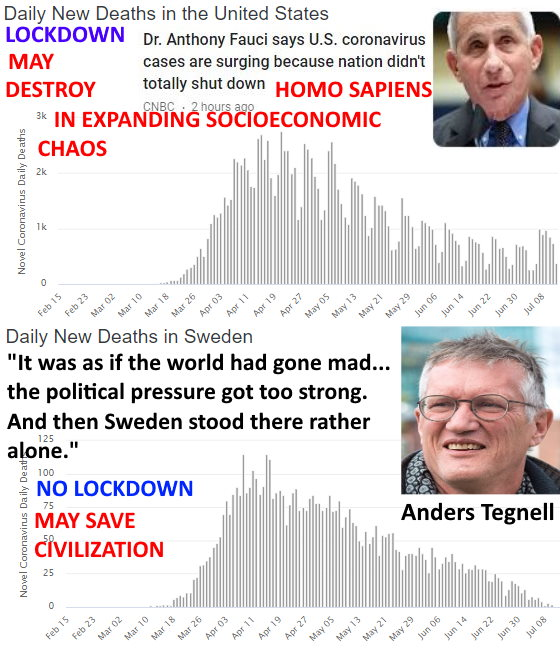 Daily New Deaths in the United States
LOCKDOWN
MAY
DESTROY
Dr. Anthony Fauci says U.S. coronavirus
cases are surging because nation didn't
totally shut down
HOMO SAPIENS
CNBC · 2 hours ago
IN EXPANDING SOCIOECONOMIC
CHAOS
Novel Coronavirus Daily Deaths
3k
2k
1k
0
Feb 15
Feb 23
Mar 02
Mar 10
Mar 18
Mar 26
Apr 03
Apr 11
Apr 19
Apr 27
May 05
May 13
May 21
May 29
Jun 06
Jun 14
Jun 22
Jun 30
Jul 08
Daily New Deaths in Sweden
"It was as if the world had gone mad...
the political pressure got too strong.
And then Sweden stood there rather
alone."
NO LOCKDOWN
MAY SAVE
CIVILIZATION
Anders Tegnell
Novel Coronavirus Daily Deaths
125
100
75
50
25
0
Feb 15
Feb 23
Mar 02
Mar 10
Mar 18
Mar 26
Apr 03
Apr 11
Apr 19
Apr 27
May 05
May 13
May 21
May 29
Jun 06
Jun 14
Jun 22
Jun 30
Jul 08